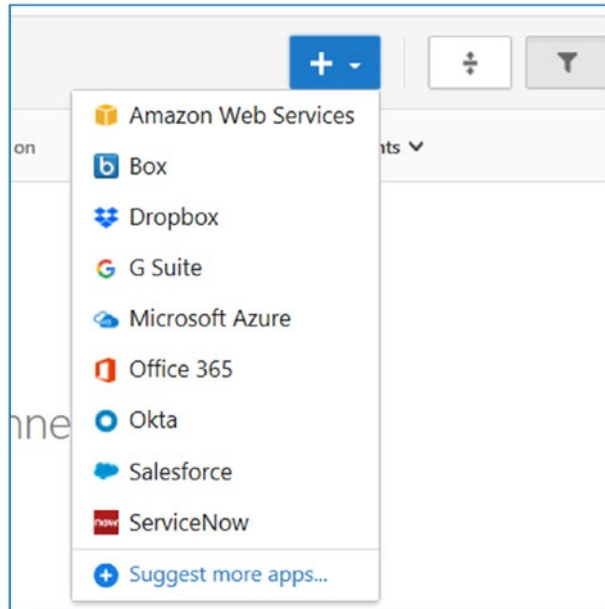 on
nts
Amazon Web Services
Box
Dropbox
G Suite
Microsoft Azure
Office 365
nne
Okta
Salesforce
now
ServiceNow
Suggest more apps...